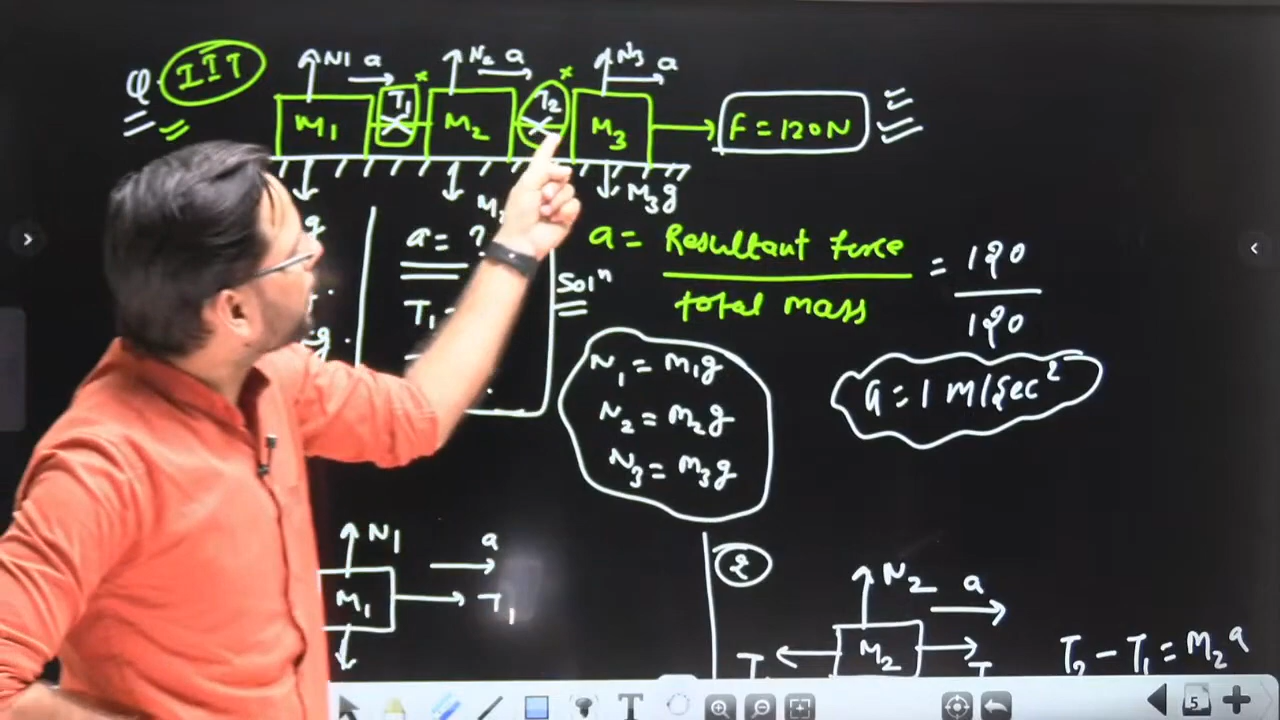 Q. IIT
N1 a N2 a N3 a
M1 T1 M2 T2 M3 F = 120N
M3g
g
a = ?
T1 -
a = Resultant force / total mass = 120 / 120
Solⁿ
N1 = m1g
N2 = m2g
N3 = m3g
a = 1 m/sec²
N1 a
M1 T1
2
N2 a
M2
T2 - T1 = M2a
T
5